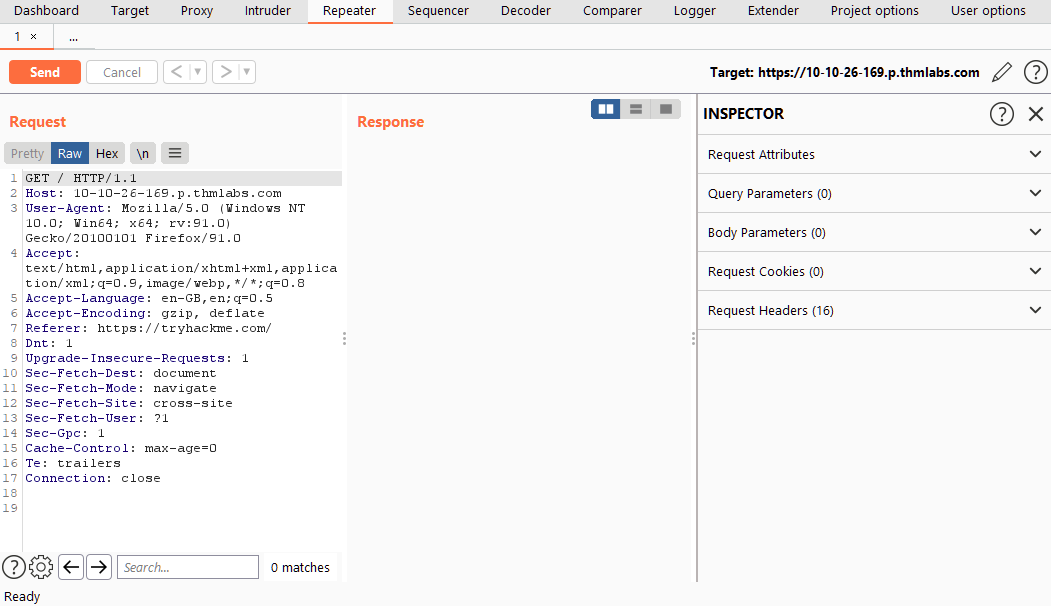 Dashboard Target Proxy Intruder Repeater Sequencer Decoder Comparer Logger Extender Project options User options
1 × ...
Send Cancel < ▼ > ▼ Target: https://10-10-26-169.p.thmlabs.com ?
Request
Response
INSPECTOR ?
Pretty Raw Hex \n
1 GET / HTTP/1.1
2 Host: 10-10-26-169.p.thmlabs.com
3 User-Agent: Mozilla/5.0 (Windows NT
10.0; Win64; x64; rv:91.0)
Gecko/20100101 Firefox/91.0
4 Accept:
text/html,application/xhtml+xml,applica
tion/xml;q=0.9,image/webp,*/*;q=0.8
5 Accept-Language: en-GB,en;q=0.5
6 Accept-Encoding: gzip, deflate
7 Referer: https://tryhackme.com/
8 Dnt: 1
9 Upgrade-Insecure-Requests: 1
10 Sec-Fetch-Dest: document
11 Sec-Fetch-Mode: navigate
12 Sec-Fetch-Site: cross-site
13 Sec-Fetch-User: ?1
14 Sec-Gpc: 1
15 Cache-Control: max-age=0
16 Te: trailers
17 Connection: close
18
19
Request Attributes
Query Parameters (0)
Body Parameters (0)
Request Cookies (0)
Request Headers (16)
? Search... 0 matches
Ready